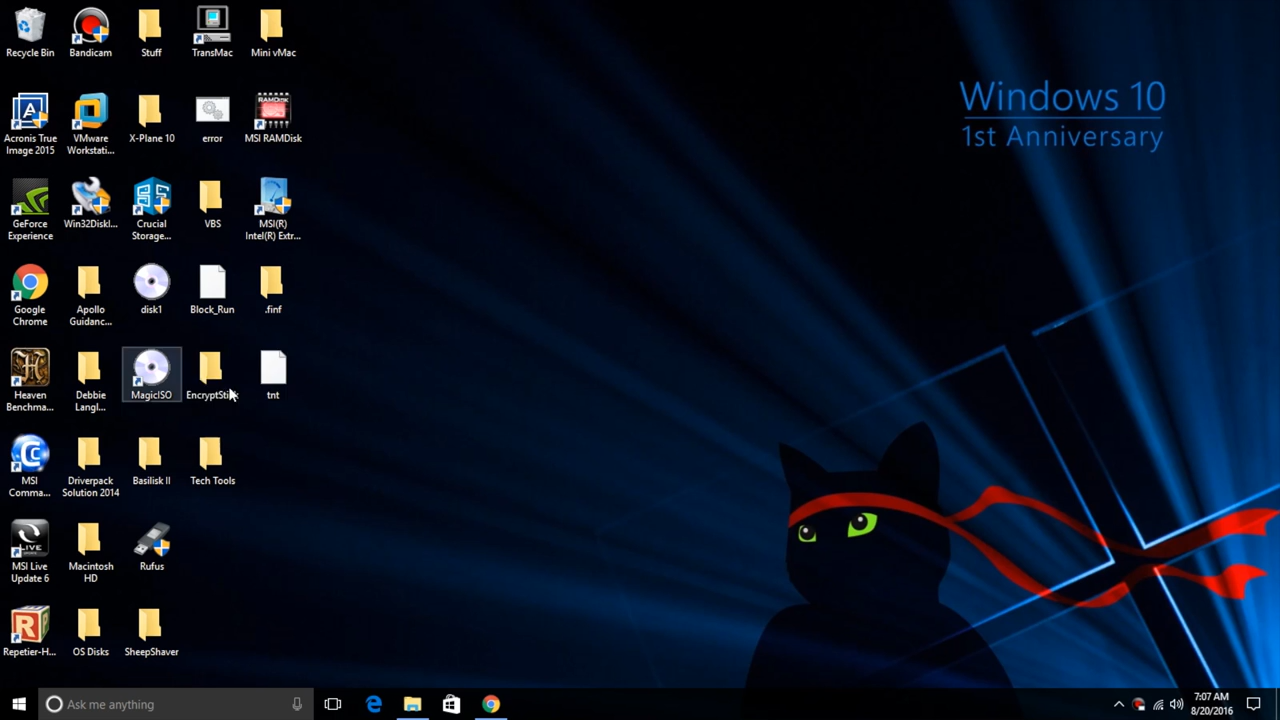 Recycle Bin
Bandicam
Stuff
TransMac
Mini vMac
Windows 10
1st Anniversary
Acronis True
Image 2015
VMware
Workstati...
X-Plane 10
error
RAMDisk
MSI RAMDisk
GeForce
Experience
Win32DiskI...
Crucial
Storage...
VBS
MSI(R)
Intel(R) Extr...
Google
Chrome
Apollo
Guidanc...
disk1
Block_Run
.finf
Heaven
Benchma...
Debbie
Langl...
MagicISO
tnt
MSI
Comma...
Driverpack
Solution 2014
Basilisk II
Tech Tools
LIVE
MSI Live
Update 6
Macintosh
HD
Rufus
Repetier-H...
OS Disks
SheepShaver
Ask me anything
7:07 AM
8/20/2016